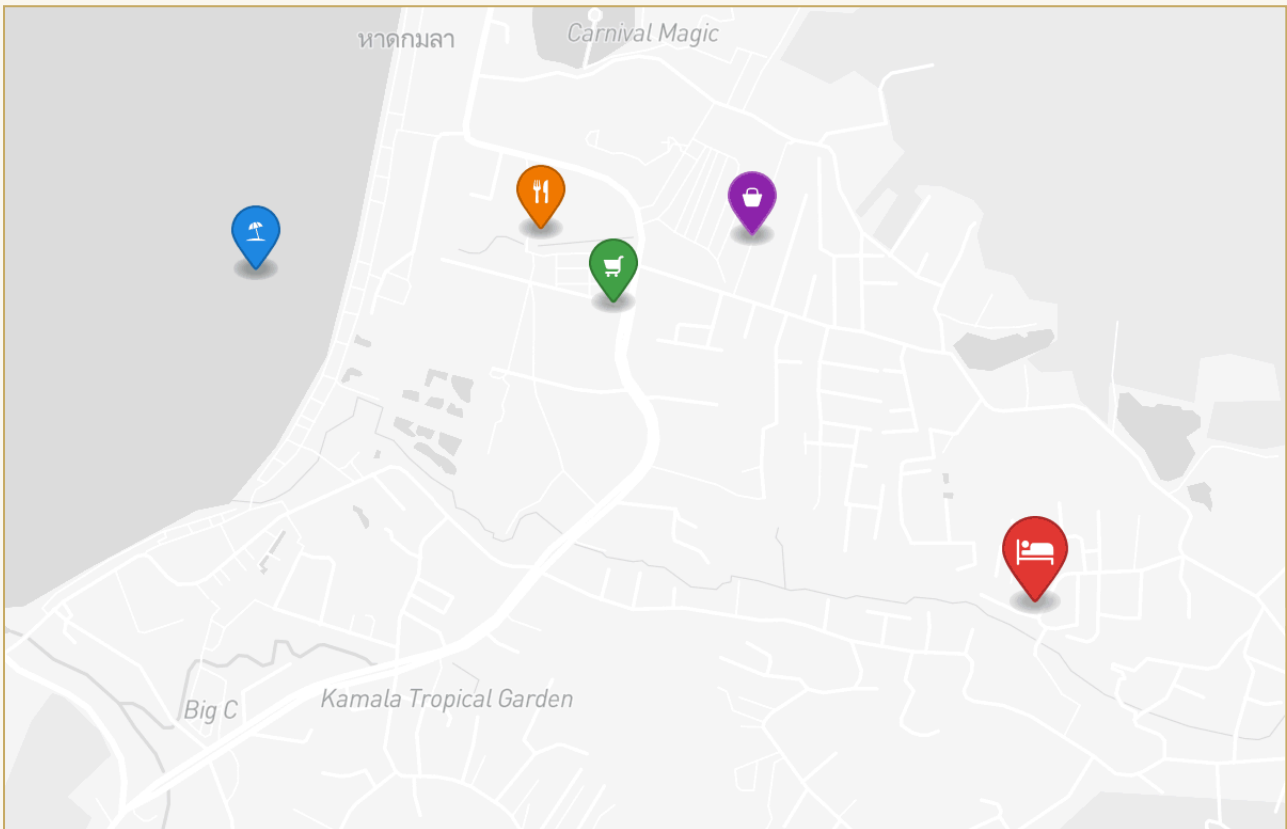 หาดกมลา
Carnival Magic
Kamala Tropical Garden
Big C